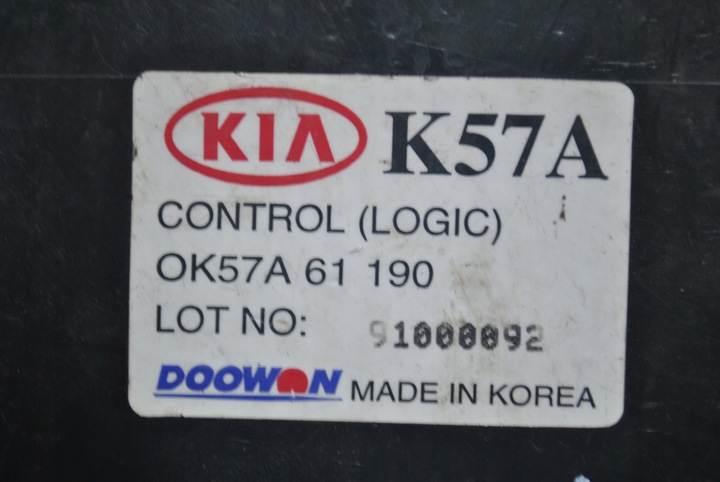 KIA K57A
CONTROL (LOGIC)
OK57A 61 190
LOT NO: 91000092
DOOWON MADE IN KOREA